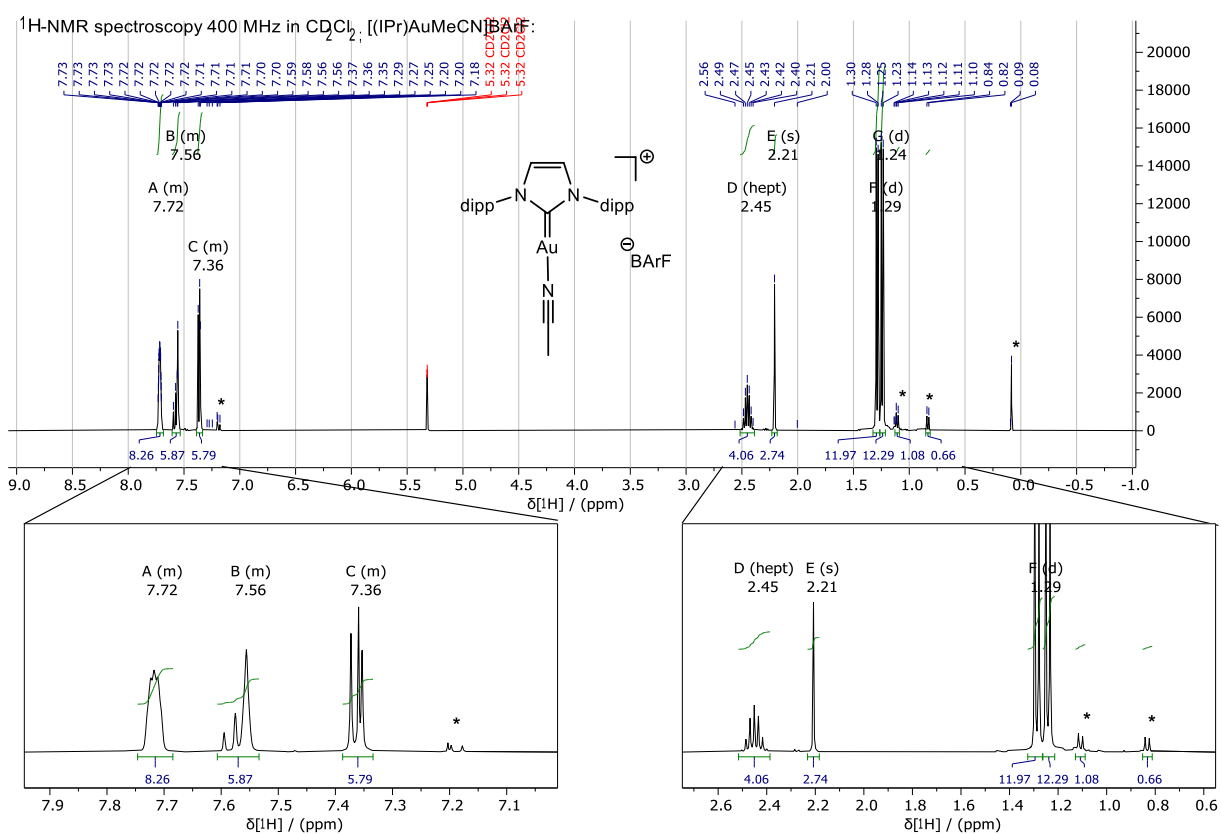 1H-NMR spectroscopy 400 MHz in CD2Cl2; [(IPr)AuMeCN]BArF:
7.73 7.73 7.73 7.73 7.72 7.72 7.72 7.72 7.72 7.71 7.71 7.71 7.71 7.70 7.70 7.59 7.58 7.56 7.56 7.37 7.36 7.35 7.29 7.27 7.25 7.20 7.20 7.18 5.32 CD2Cl2 5.32 CD2Cl2 5.32 CD2Cl2 2.56 2.49 2.47 2.45 2.43 2.42 2.40 2.21 2.00 1.30 1.28 1.25 1.23 1.14 1.13 1.12 1.11 1.10 0.84 0.82 0.09 0.08
B (m)
7.56
E (s)
2.21
G (d)
1.24
A (m)
7.72
D (hept)
2.45
F (d)
1.29
C (m)
7.36
N N
dipp dipp
Au
N
⊕
⊖
BArF
* * * *
20000
18000
16000
14000
12000
10000
8000
6000
4000
2000
0
8.26 5.87 5.79 4.06 2.74 11.97 12.29 1.08 0.66
9.0 8.5 8.0 7.5 7.0 6.5 6.0 5.5 5.0 4.5 4.0 3.5 3.0 2.5 2.0 1.5 1.0 0.5 0.0 -0.5 -1.0
δ[1H] / (ppm)
A (m)
7.72
B (m)
7.56
C (m)
7.36
*
8.26 5.87 5.79
7.9 7.8 7.7 7.6 7.5 7.4 7.3 7.2 7.1
δ[1H] / (ppm)
D (hept)
2.45
E (s)
2.21
F (d)
1.29
* *
4.06 2.74 11.97 12.29 1.08 0.66
2.6 2.4 2.2 2.0 1.8 1.6 1.4 1.2 1.0 0.8 0.6
δ[1H] / (ppm)